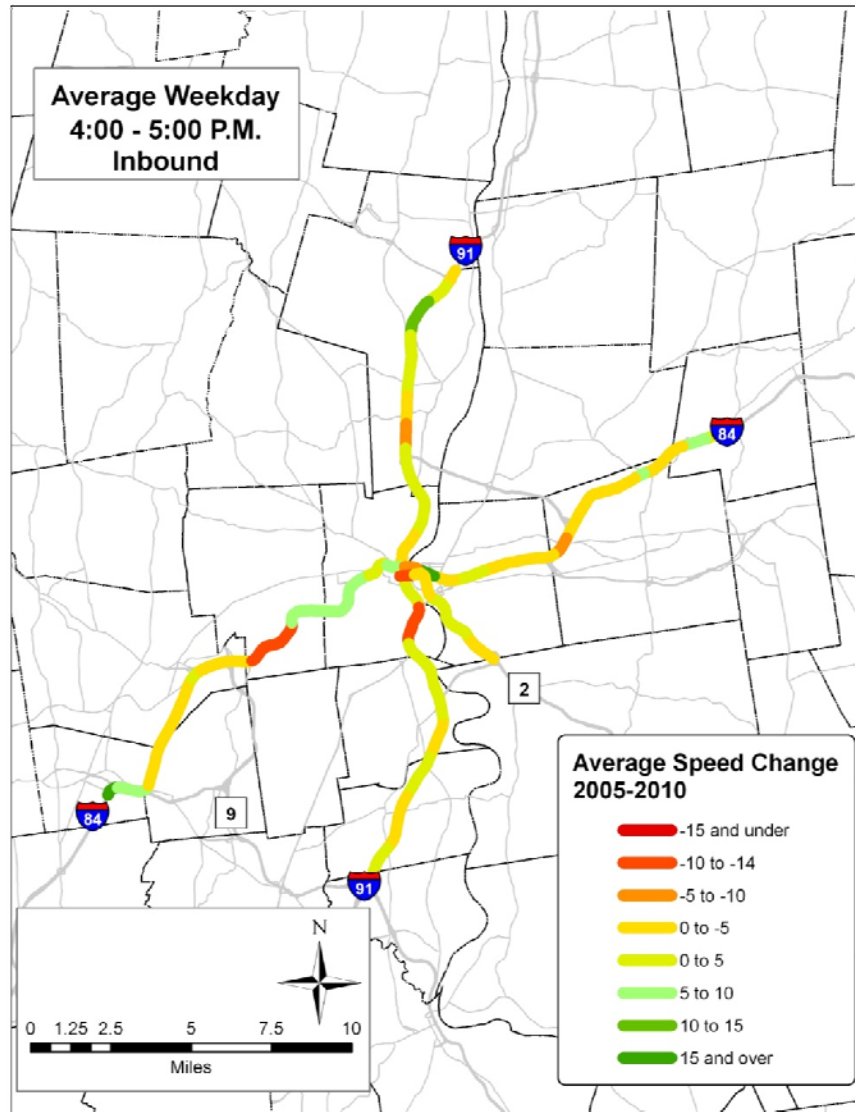 Average Weekday
4:00 - 5:00 P.M.
Inbound
91
84
2
9
84
91
Average Speed Change
2005-2010
-15 and under
-10 to -14
-5 to -10
0 to -5
0 to 5
5 to 10
10 to 15
15 and over
N
0 1.25 2.5 5 7.5 10
Miles